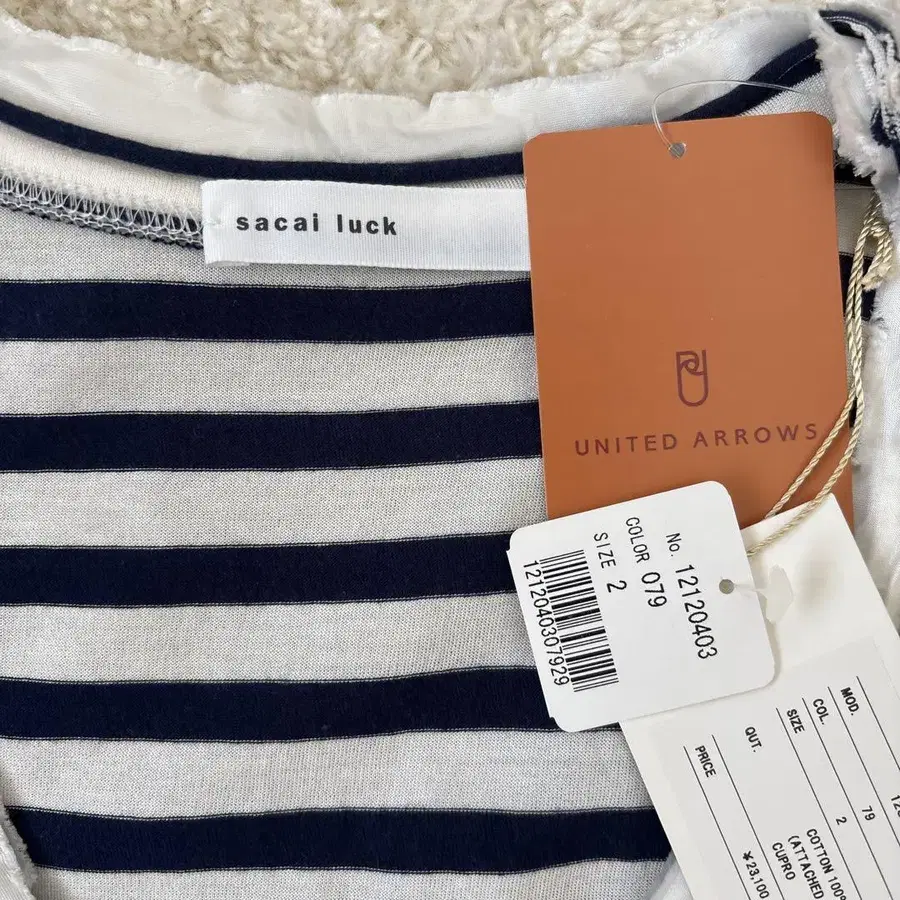 sacai luck
UNITED ARROWS
No. 12120403
COLOR 079
SIZE 2
1212040307929
MOD.
COL. 79
SIZE 2
QUT. COTTON 100%
(ATTACHED
CUPRO
PRICE ¥23,100